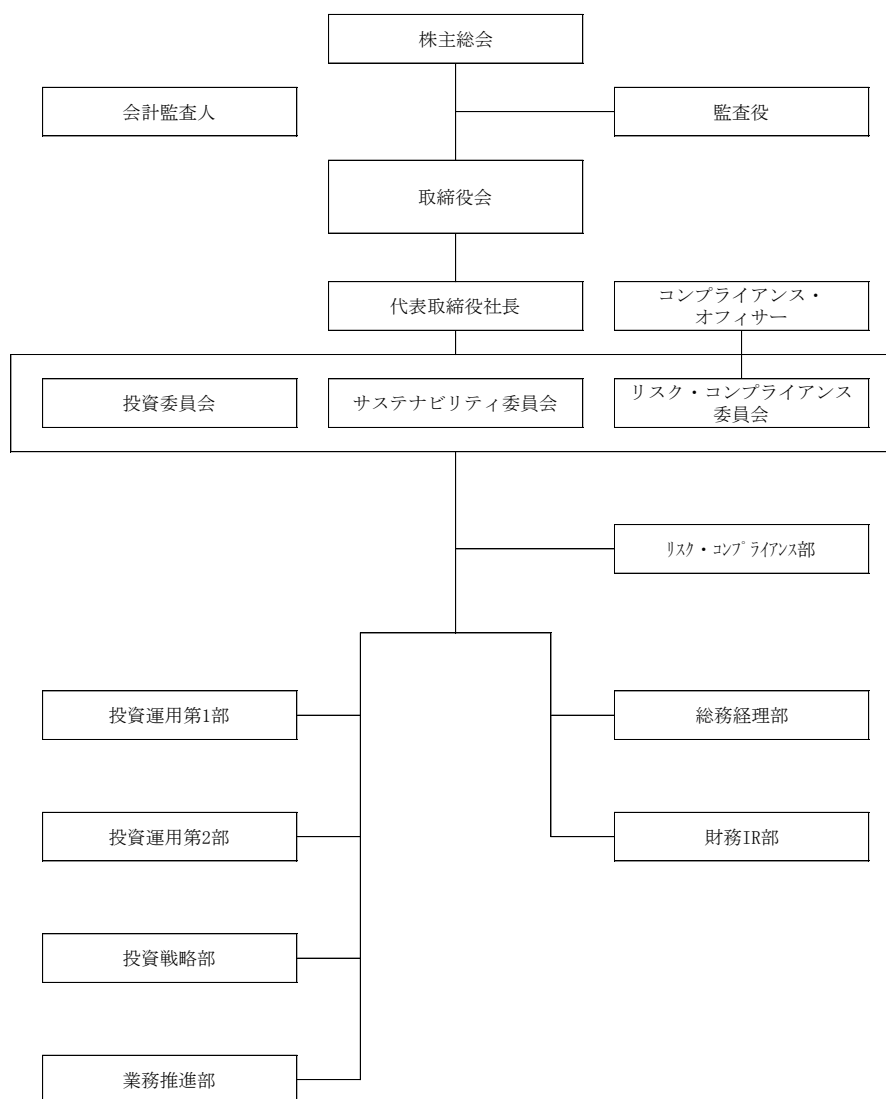 株主総会
会計監査人
監査役
取締役会
代表取締役社長
コンプライアンス・
オフィサー
投資委員会
サステナビリティ委員会
リスク・コンプライアンス
委員会
ﾘｽｸ・ｺﾝﾌﾟﾗｲｱﾝｽ部
投資運用第1部
総務経理部
投資運用第2部
財務IR部
投資戦略部
業務推進部